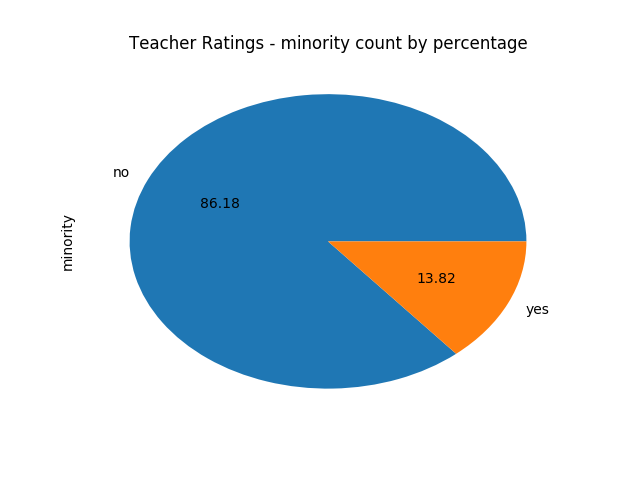 Teacher Ratings - minority count by percentage
no
86.18
minority
13.82
yes